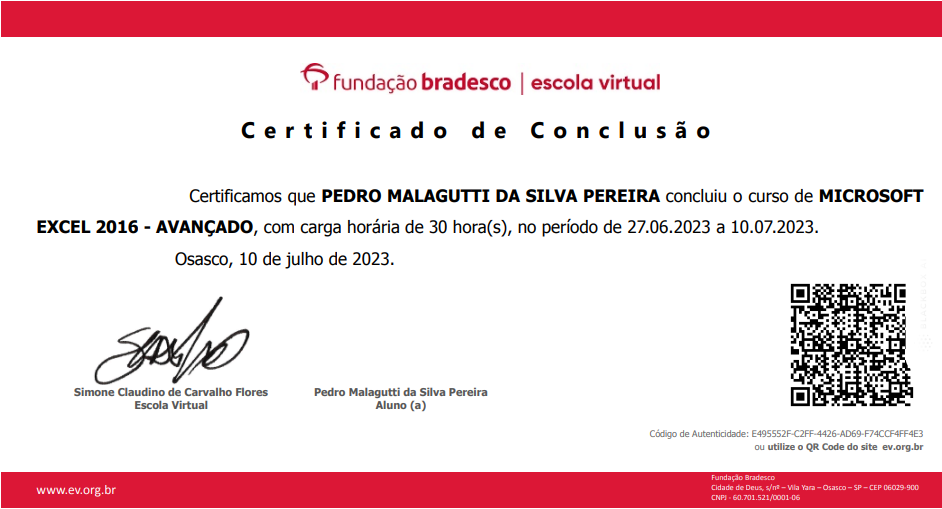 fundação bradesco | escola virtual
Certificado de Conclusão
Certificamos que PEDRO MALAGUTTI DA SILVA PEREIRA concluiu o curso de MICROSOFT
EXCEL 2016 - AVANÇADO, com carga horária de 30 hora(s), no período de 27.06.2023 a 10.07.2023.
Osasco, 10 de julho de 2023.
Simone Claudino de Carvalho Flores
Escola Virtual
Pedro Malagutti da Silva Pereira
Aluno (a)
Código de Autenticidade: E495552F-C2FF-4426-AD69-F74CCF4FF4E3
ou utilize o QR Code do site ev.org.br
www.ev.org.br
Fundação Bradesco
Cidade de Deus, s/nº – Vila Yara – Osasco – SP – CEP 06029-900
CNPJ - 60.701.521/0001-06